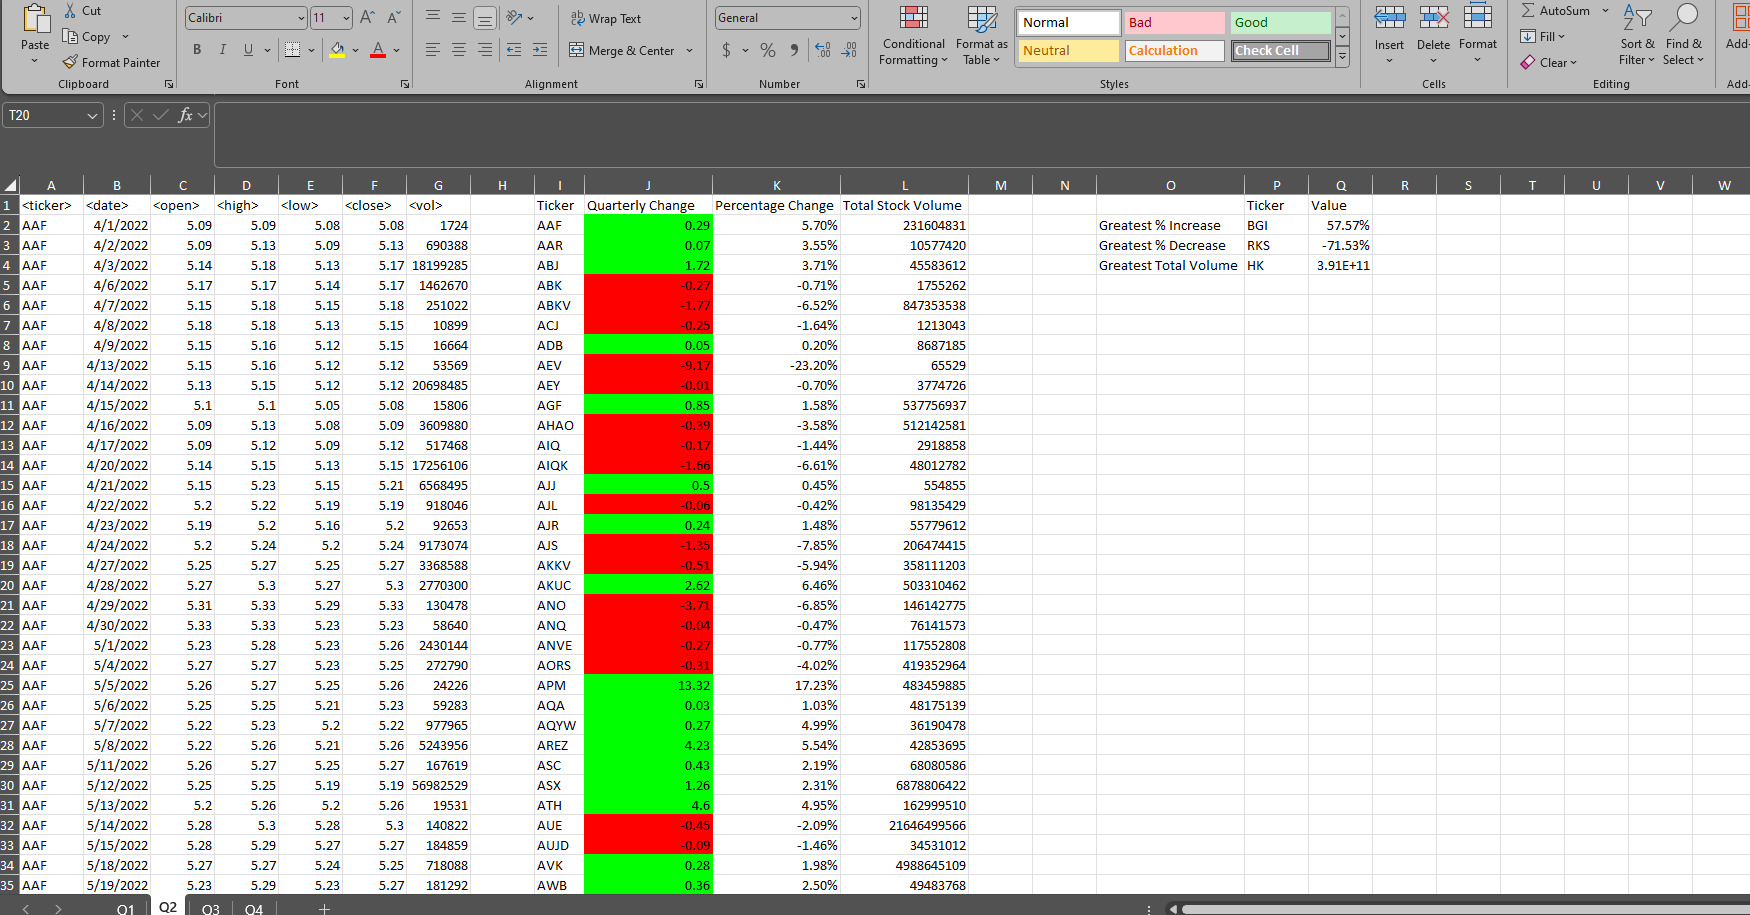 Paste
Cut
Copy
Format Painter
Clipboard
Calibri 11
B I U
Font
Wrap Text
Merge & Center
Alignment
General
$ % 9
Number
Conditional Formatting
Format as Table
Normal Bad Good
Neutral Calculation Check Cell
Styles
Insert Delete Format
Cells
AutoSum
Fill
Clear
Sort & Filter
Find & Select
Editing
Add-
Add-
T20 fx
A B C D E F G H I J K L M N O P Q R S T U V W
1 <ticker> <date> <open> <high> <low> <close> <vol> Ticker Quarterly Change Percentage Change Total Stock Volume Ticker Value
2 AAF 4/1/2022 5.09 5.09 5.08 5.08 1724 AAF 0.29 5.70% 231604831 Greatest % Increase BGI 57.57%
3 AAF 4/2/2022 5.09 5.13 5.09 5.13 690388 AAR 0.07 3.55% 10577420 Greatest % Decrease RKS -71.53%
4 AAF 4/3/2022 5.14 5.18 5.13 5.17 18199285 ABJ 1.72 3.71% 45583612 Greatest Total Volume HK 3.91E+11
5 AAF 4/6/2022 5.17 5.17 5.14 5.17 1462670 ABK -0.27 -0.71% 1755262
6 AAF 4/7/2022 5.15 5.18 5.15 5.18 251022 ABKV -1.77 -6.52% 847353538
7 AAF 4/8/2022 5.18 5.18 5.13 5.15 10899 ACJ -0.25 -1.64% 1213043
8 AAF 4/9/2022 5.15 5.16 5.12 5.15 16664 ADB 0.05 0.20% 8687185
9 AAF 4/13/2022 5.15 5.16 5.12 5.12 53569 AEV -9.17 -23.20% 65529
10 AAF 4/14/2022 5.13 5.15 5.12 5.12 20698485 AEY -0.01 -0.70% 3774726
11 AAF 4/15/2022 5.1 5.1 5.05 5.08 15806 AGF 0.85 1.58% 537756937
12 AAF 4/16/2022 5.09 5.13 5.08 5.09 3609880 AHAO -0.39 -3.58% 512142581
13 AAF 4/17/2022 5.09 5.12 5.09 5.12 517468 AIQ -0.17 -1.44% 2918858
14 AAF 4/20/2022 5.14 5.15 5.13 5.15 17256106 AIQK -1.66 -6.61% 48012782
15 AAF 4/21/2022 5.15 5.23 5.15 5.21 6568495 AJJ 0.5 0.45% 554855
16 AAF 4/22/2022 5.2 5.22 5.19 5.19 918046 AJL -0.06 -0.42% 98135429
17 AAF 4/23/2022 5.19 5.2 5.16 5.2 92653 AJR 0.24 1.48% 55779612
18 AAF 4/24/2022 5.2 5.24 5.2 5.24 9173074 AJS -1.35 -7.85% 206474415
19 AAF 4/27/2022 5.25 5.27 5.25 5.27 3368588 AKKV -0.51 -5.94% 358111203
20 AAF 4/28/2022 5.27 5.3 5.27 5.3 2770300 AKUC 2.62 6.46% 503310462
21 AAF 4/29/2022 5.31 5.33 5.29 5.33 130478 ANO -3.71 -6.85% 146142775
22 AAF 4/30/2022 5.33 5.33 5.23 5.23 58640 ANQ -0.04 -0.47% 76141573
23 AAF 5/1/2022 5.23 5.28 5.23 5.26 2430144 ANVE -0.27 -0.77% 117552808
24 AAF 5/4/2022 5.27 5.27 5.23 5.25 272790 AORS -0.31 -4.02% 419352964
25 AAF 5/5/2022 5.26 5.27 5.25 5.26 24226 APM 13.32 17.23% 483459885
26 AAF 5/6/2022 5.25 5.25 5.21 5.23 59283 AQA 0.03 1.03% 48175139
27 AAF 5/7/2022 5.22 5.23 5.2 5.22 977965 AQYW 0.27 4.99% 36190478
28 AAF 5/8/2022 5.22 5.26 5.21 5.26 5243956 AREZ 4.23 5.54% 42853695
29 AAF 5/11/2022 5.26 5.27 5.25 5.27 167619 ASC 0.43 2.19% 68080586
30 AAF 5/12/2022 5.25 5.25 5.19 5.19 56982529 ASX 1.26 2.31% 6878806422
31 AAF 5/13/2022 5.2 5.26 5.2 5.26 19531 ATH 4.6 4.95% 162999510
32 AAF 5/14/2022 5.28 5.3 5.28 5.3 140822 AUE -0.45 -2.09% 21646499566
33 AAF 5/15/2022 5.28 5.29 5.27 5.27 184859 AUJD -0.09 -1.46% 34531012
34 AAF 5/18/2022 5.27 5.27 5.24 5.25 718088 AVK 0.28 1.98% 4988645109
35 AAF 5/19/2022 5.23 5.29 5.23 5.27 181292 AWB 0.36 2.50% 49483768
Q1 Q2 Q3 Q4